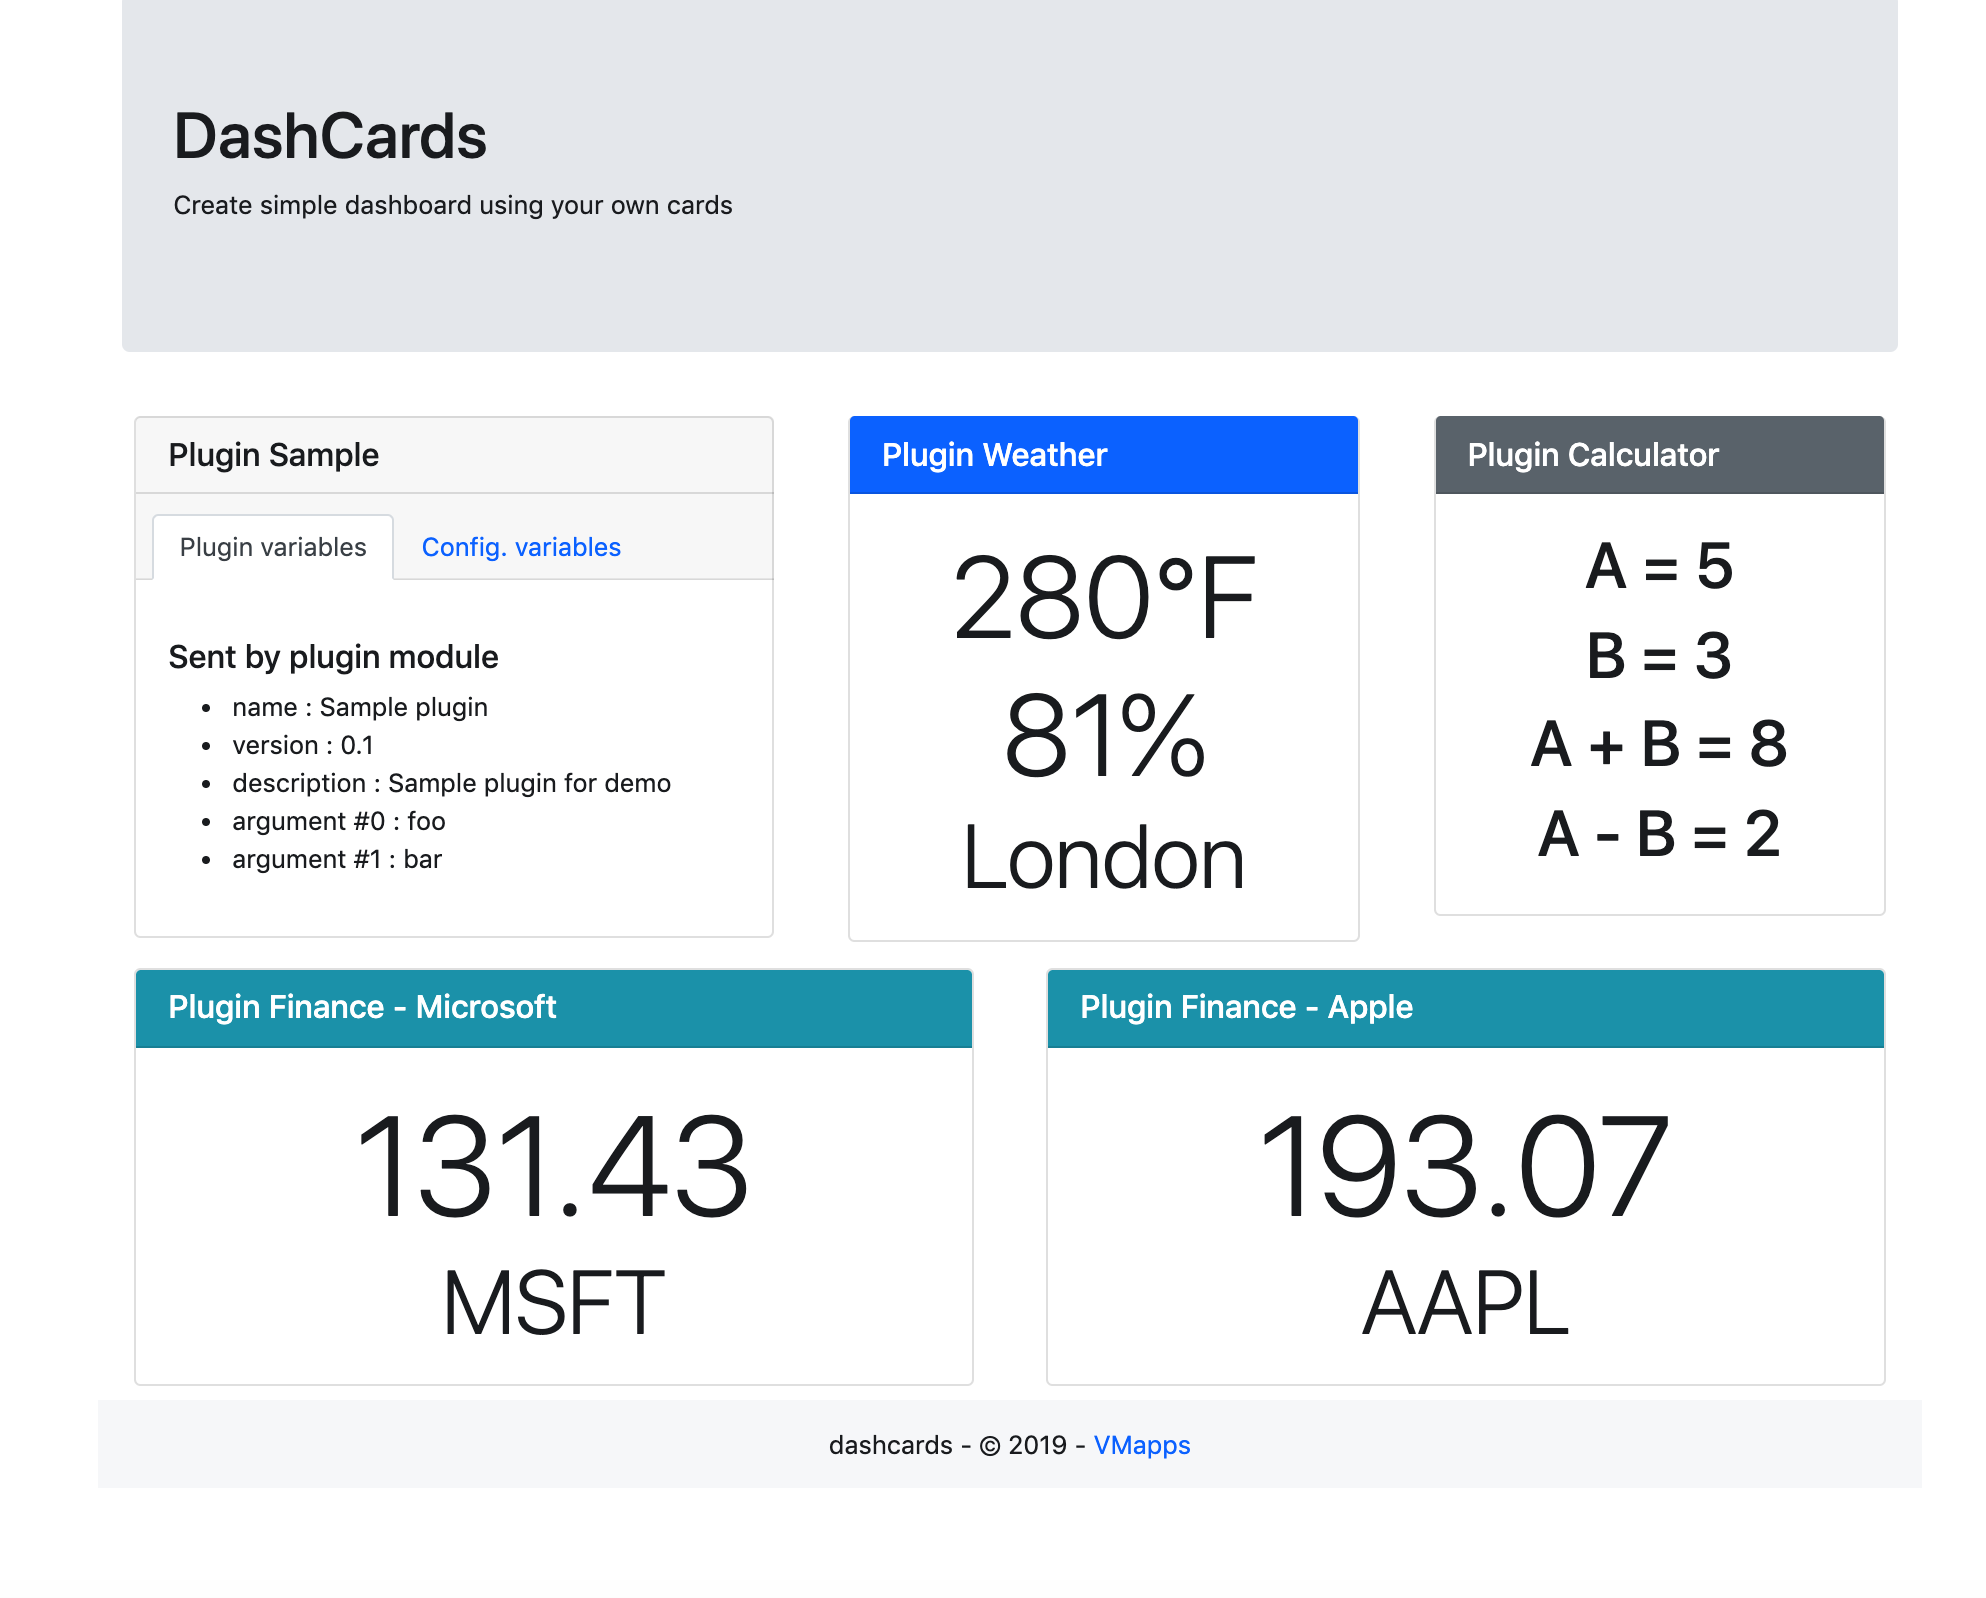 DashCards
Create simple dashboard using your own cards
Plugin Sample
Plugin variables
Config. variables
Sent by plugin module
• name : Sample plugin
• version : 0.1
• description : Sample plugin for demo
• argument #0 : foo
• argument #1 : bar
Plugin Weather
280°F
81%
London
Plugin Calculator
A = 5
B = 3
A + B = 8
A - B = 2
Plugin Finance - Microsoft
131.43
MSFT
Plugin Finance - Apple
193.07
AAPL
dashcards - © 2019 - VMapps